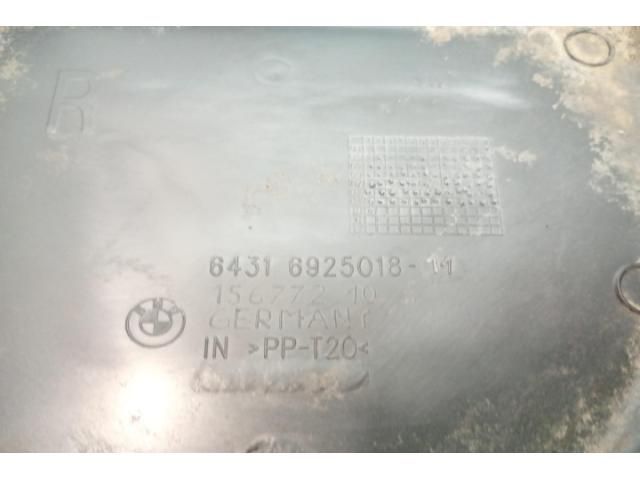 R
6431 6925018-11
156772 10
GERMANY
IN >PP-T20<